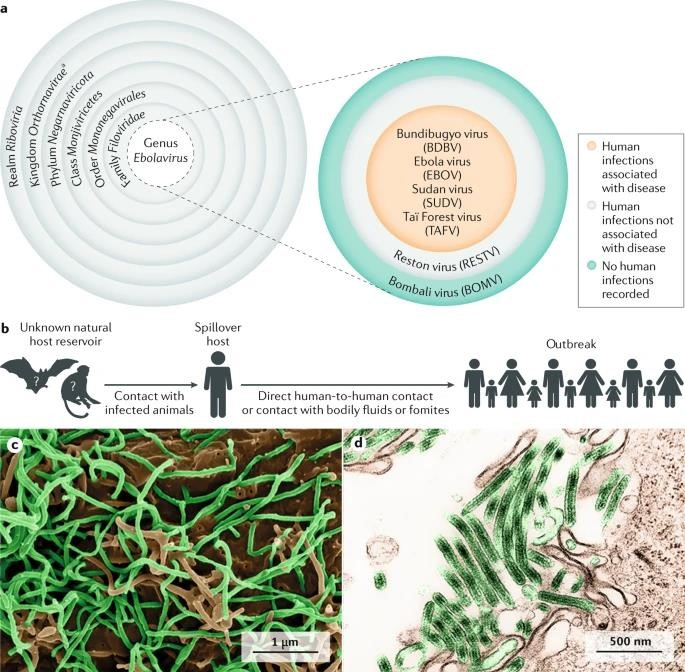 a
Realm Riboviria
Kingdom Orthornaviraeᵃ
Phylum Negarnaviricota
Class Monjiviricetes
Order Mononegavirales
Family Filoviridae
Genus
Ebolavirus
Bundibugyo virus
(BDBV)
Ebola virus
(EBOV)
Sudan virus
(SUDV)
Taï Forest virus
(TAFV)
Reston virus (RESTV)
Bombali virus (BOMV)
Human
infections
associated
with disease
Human
infections not
associated
with disease
No human
infections
recorded
b
Unknown natural
host reservoir
? ?
Contact with
infected animals
Spillover
host
Direct human-to-human contact
or contact with bodily fluids or fomites
Outbreak
c
1 µm
d
500 nm